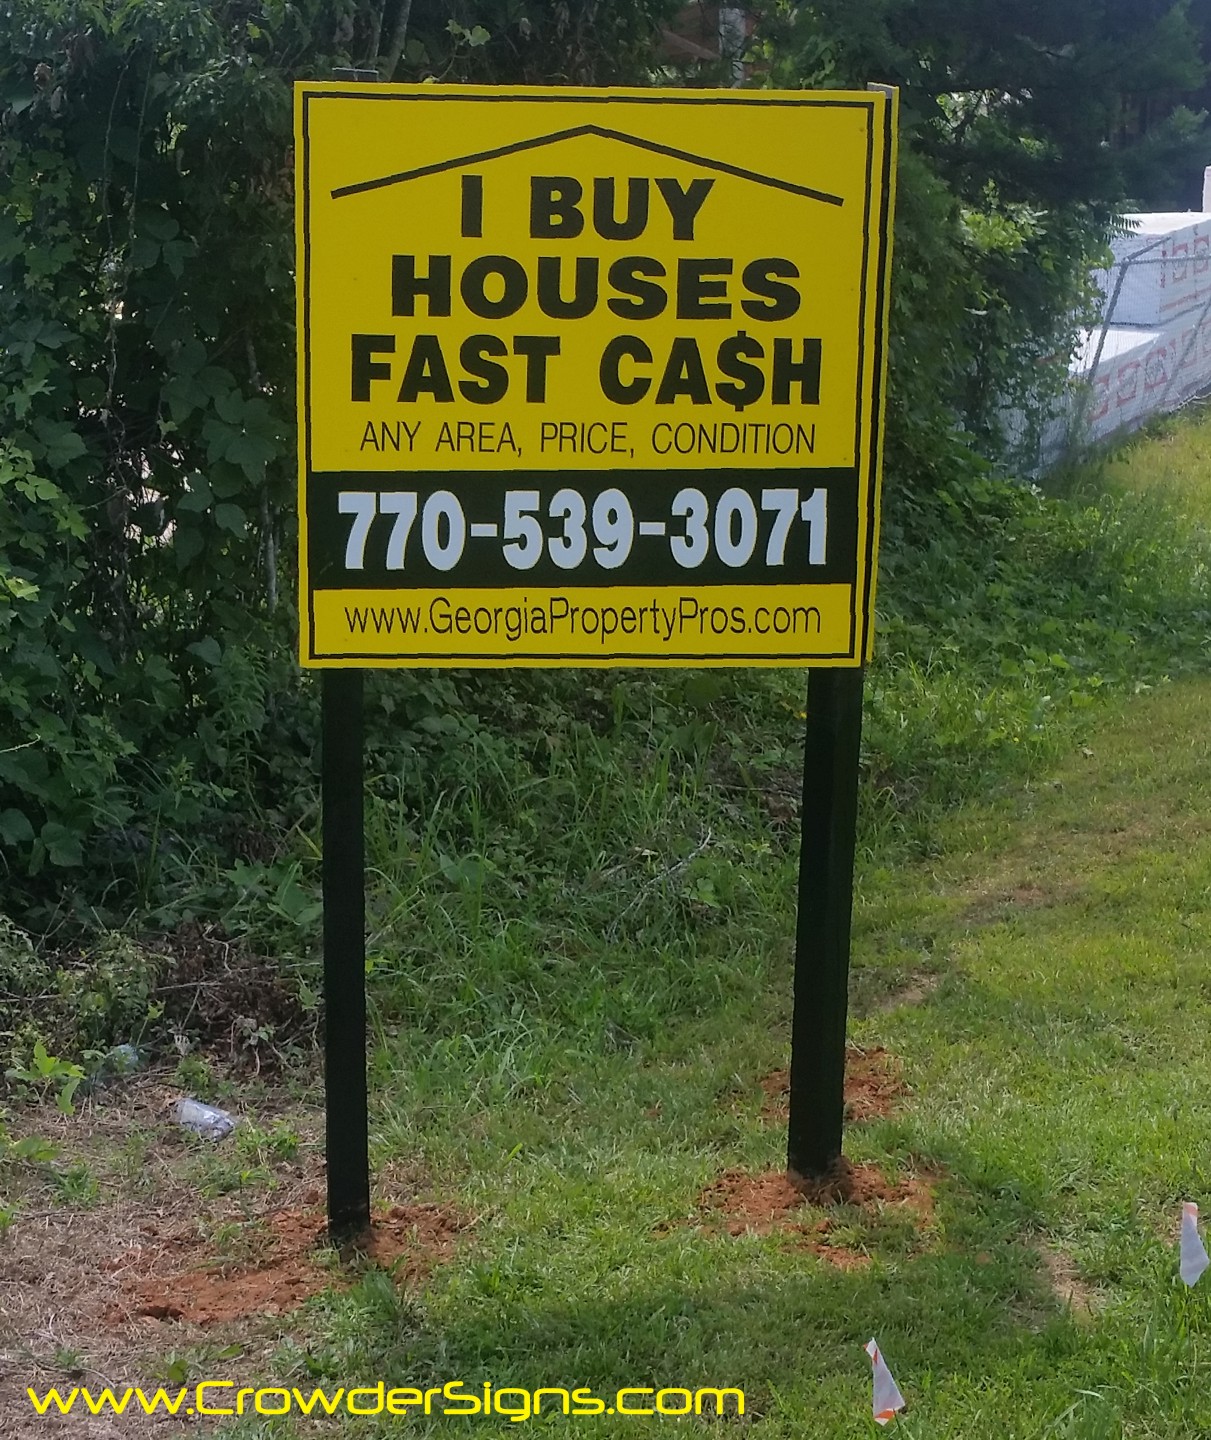 I BUY
HOUSES
FAST CA$H
ANY AREA, PRICE, CONDITION
770-539-3071
www.GeorgiaPropertyPros.com
www.CrowderSigns.com